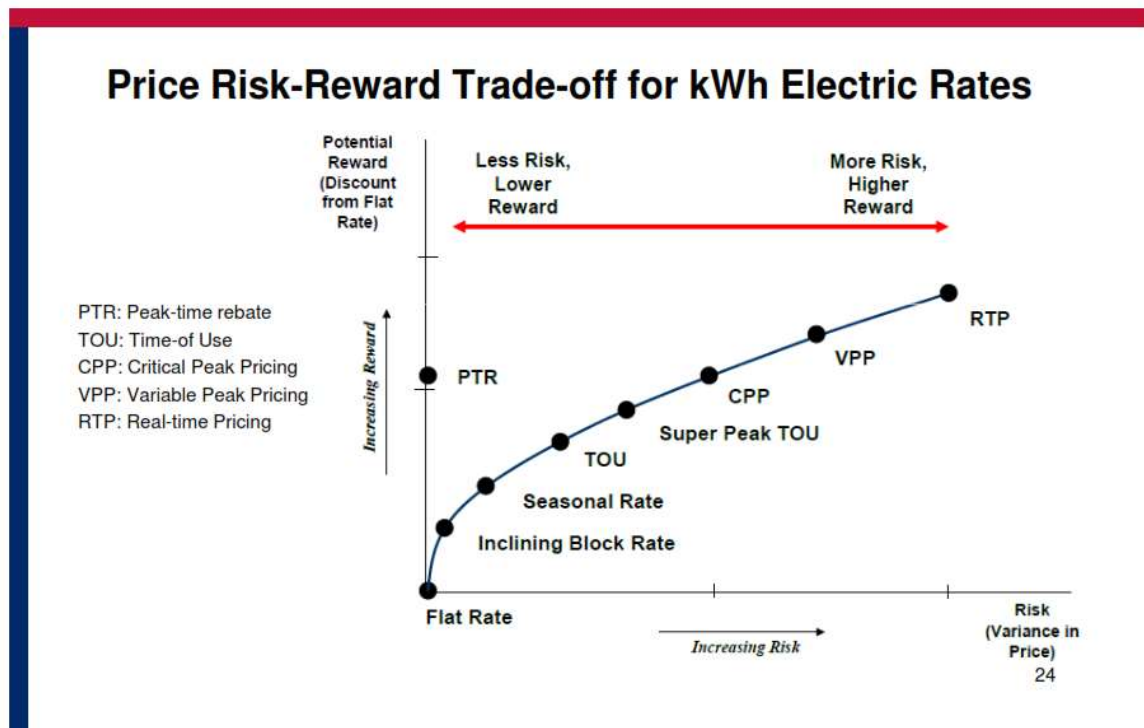 Price Risk-Reward Trade-off for kWh Electric Rates
Potential
Reward
(Discount
from Flat
Rate)
Less Risk,
Lower
Reward
More Risk,
Higher
Reward
PTR: Peak-time rebate
TOU: Time-of Use
CPP: Critical Peak Pricing
VPP: Variable Peak Pricing
RTP: Real-time Pricing
Increasing Reward
PTR
RTP
VPP
CPP
Super Peak TOU
TOU
Seasonal Rate
Inclining Block Rate
Flat Rate
Increasing Risk
Risk
(Variance in
Price)
24